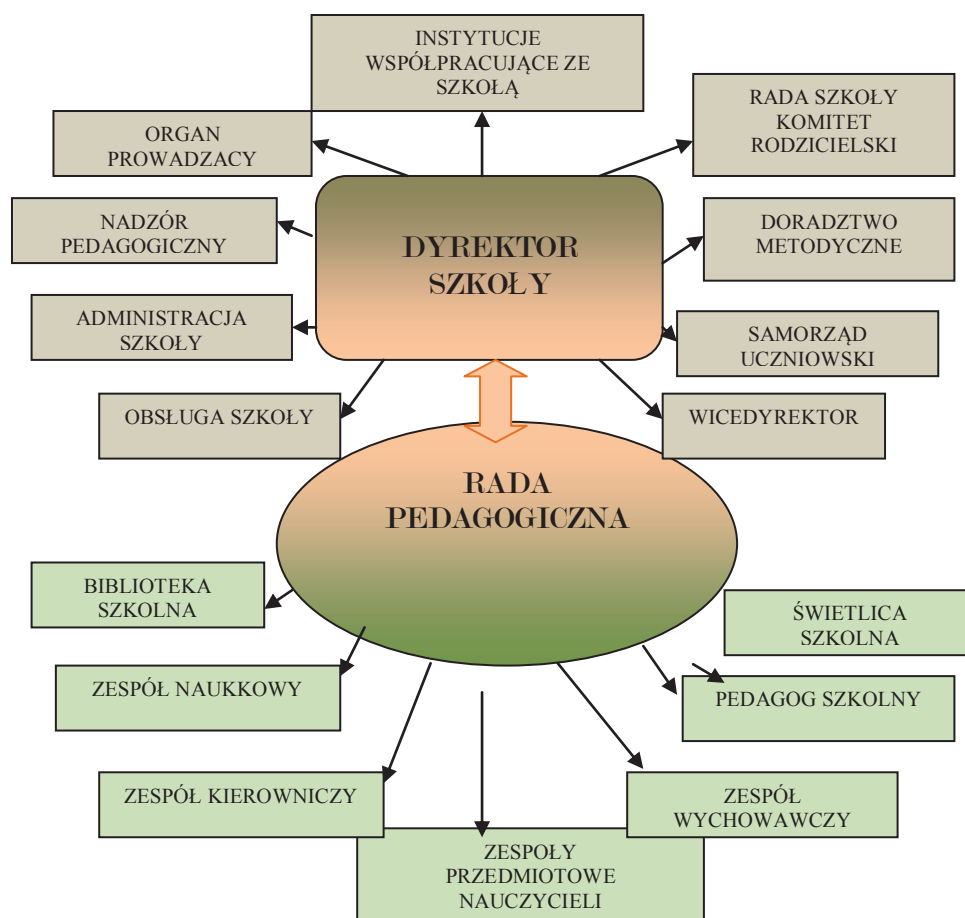 INSTYTUCJE
WSPÓŁPRACUJĄCE ZE
SZKOŁĄ
RADA SZKOŁY
KOMITET
RODZICIELSKI
ORGAN
PROWADZACY
NADZÓR
PEDAGOGICZNY
DORADZTWO
METODYCZNE
DYREKTOR
SZKOŁY
ADMINISTRACJA
SZKOŁY
SAMORZĄD
UCZNIOWSKI
OBSŁUGA SZKOŁY
WICEDYREKTOR
RADA
PEDAGOGICZNA
BIBLIOTEKA
SZKOLNA
ŚWIETLICA
SZKOLNA
ZESPÓŁ NAUKKOWY
PEDAGOG SZKOLNY
ZESPÓŁ KIEROWNICZY
ZESPÓŁ
WYCHOWAWCZY
ZESPOŁY
PRZEDMIOTOWE
NAUCZYCIELI